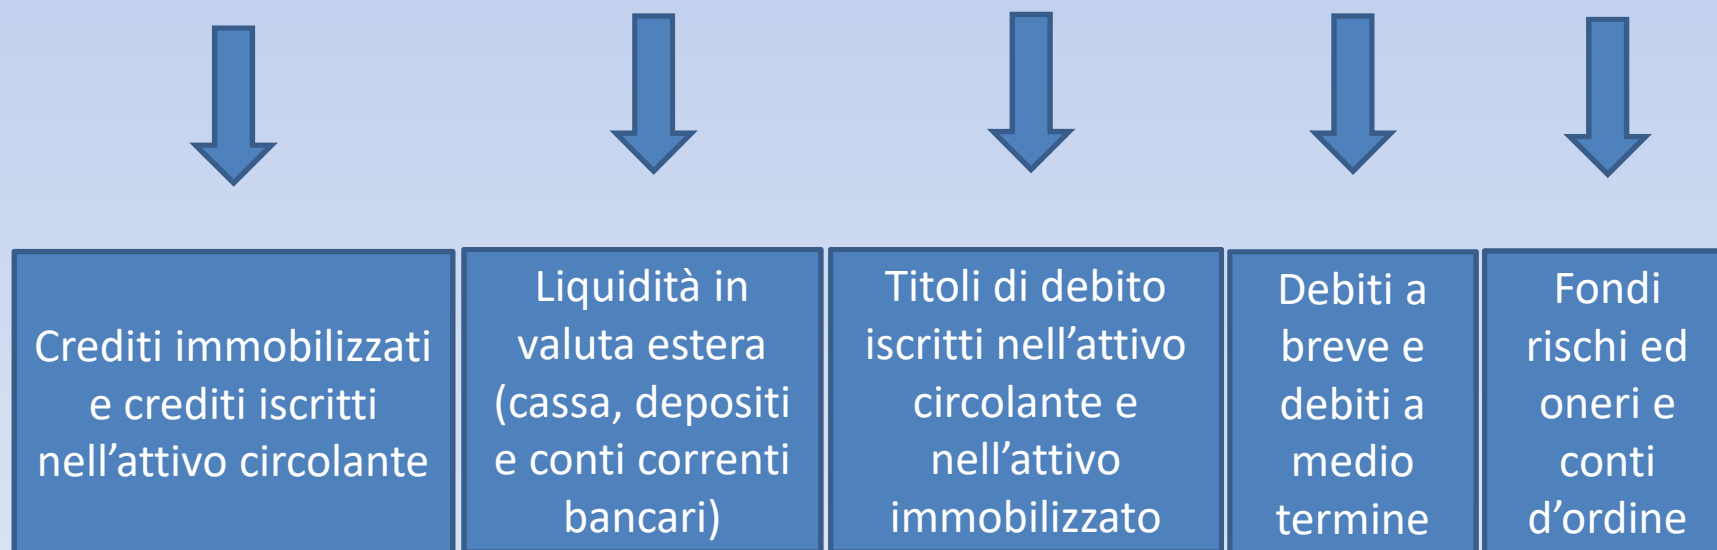 Crediti immobilizzati
e crediti iscritti
nell’attivo circolante
Liquidità in
valuta estera
(cassa, depositi
e conti correnti
bancari)
Titoli di debito
iscritti nell’attivo
circolante e
nell’attivo
immobilizzato
Debiti a
breve e
debiti a
medio
termine
Fondi
rischi ed
oneri e
conti
d’ordine